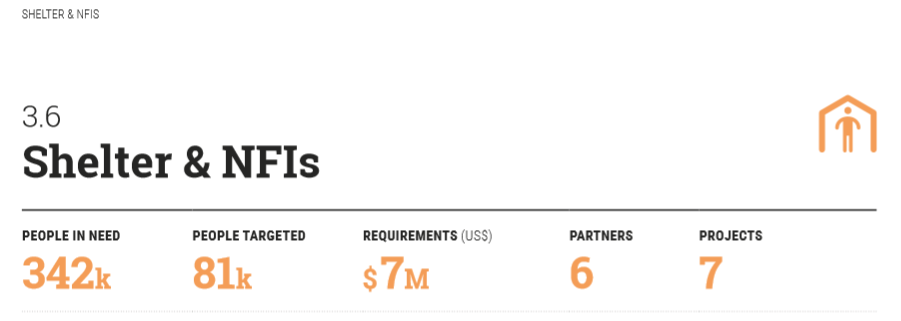 SHELTER & NFIS
3.6
Shelter & NFIs
PEOPLE IN NEED PEOPLE TARGETED REQUIREMENTS (US$) PARTNERS PROJECTS
342k 81k $7M 6 7